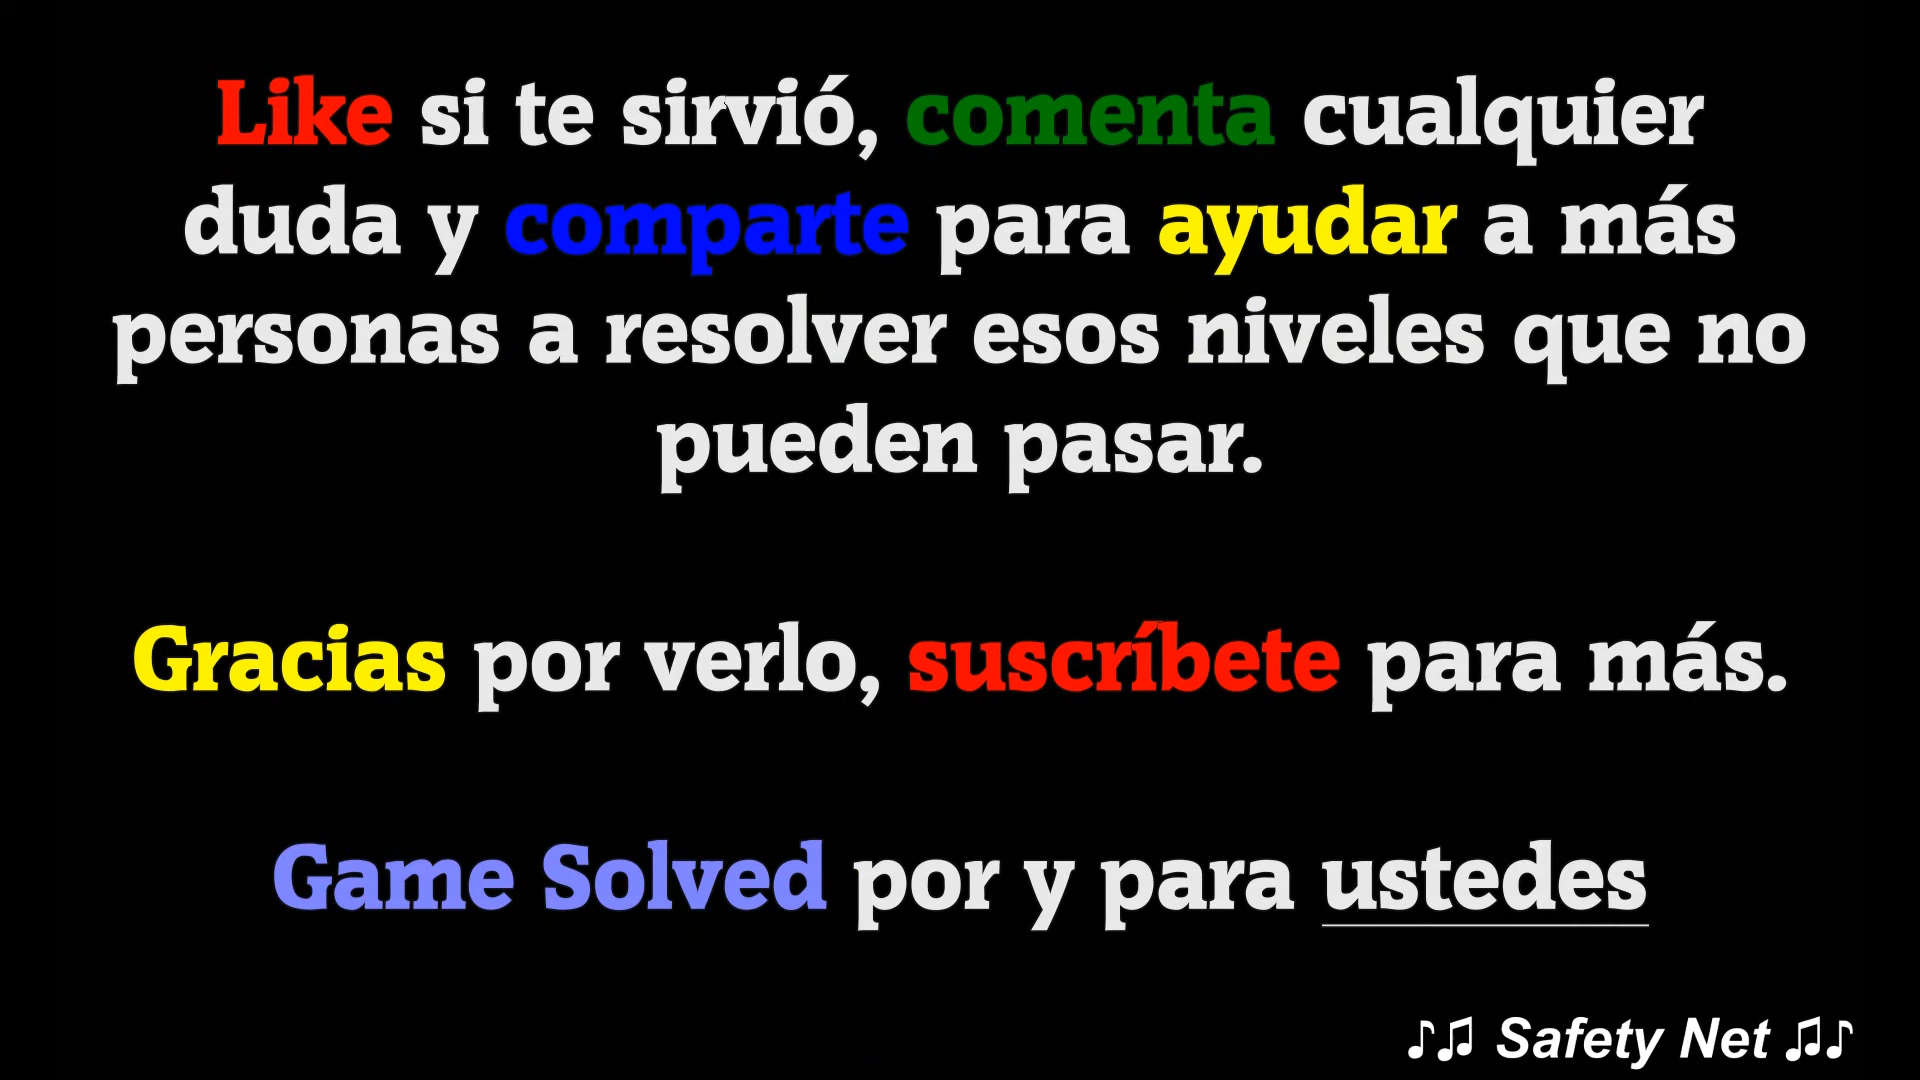 Like si te sirvió, comenta cualquier
duda y comparte para ayudar a más
personas a resolver esos niveles que no
pueden pasar.
Gracias por verlo, suscríbete para más.
Game Solved por y para ustedes
♪♫ Safety Net ♫♪